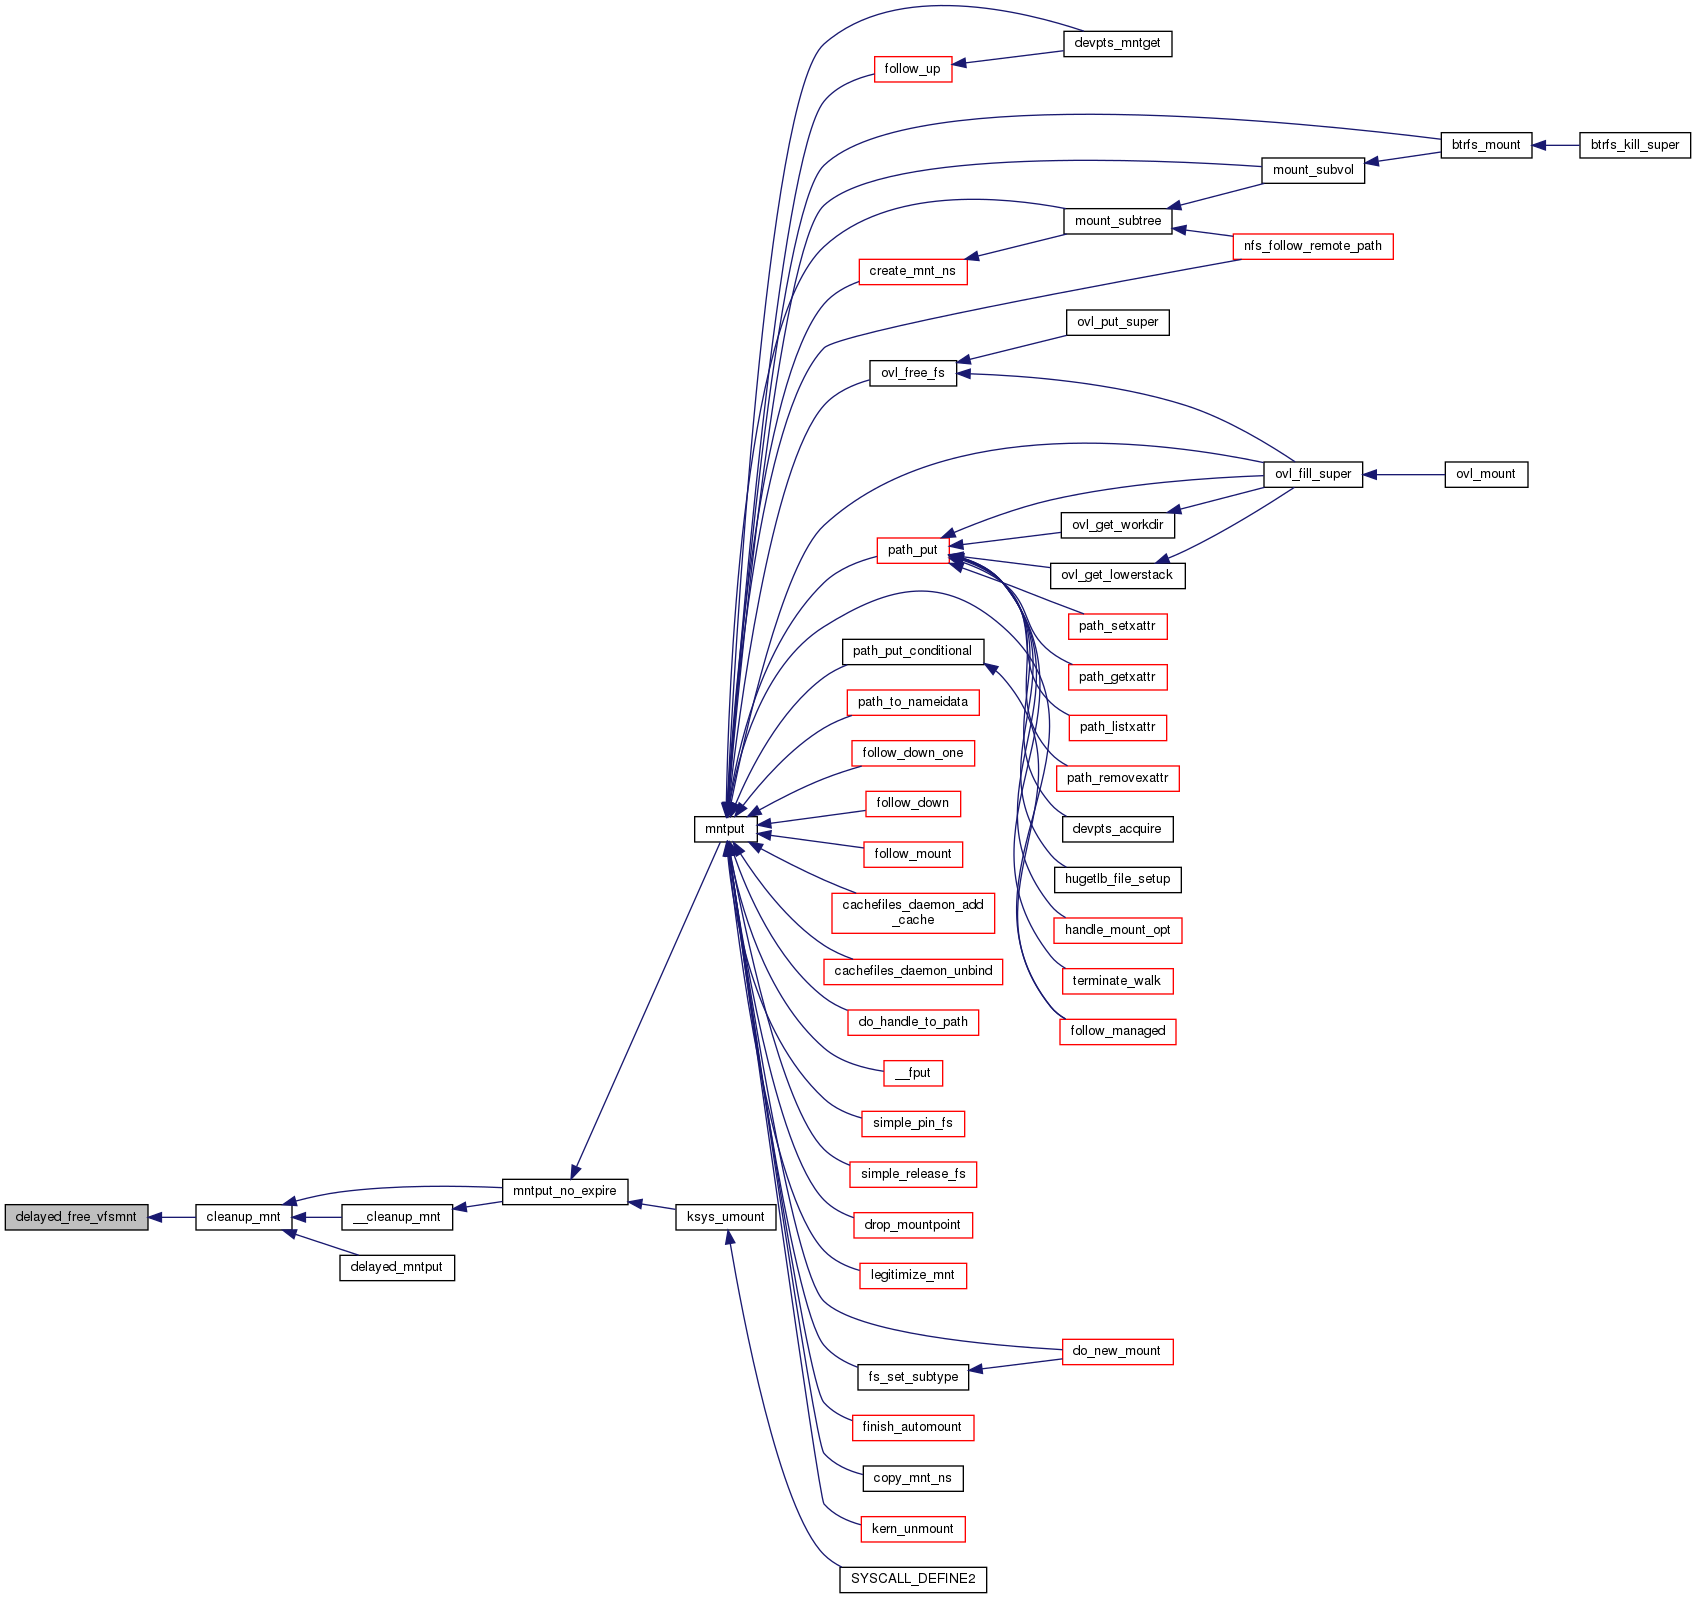 devpts_mntget
follow_up
btrfs_mount
btrfs_kill_super
mount_subvol
mount_subtree
nfs_follow_remote_path
create_mnt_ns
ovl_put_super
ovl_free_fs
ovl_fill_super
ovl_mount
ovl_get_workdir
path_put
ovl_get_lowerstack
path_setxattr
path_put_conditional
path_getxattr
path_to_nameidata
path_listxattr
follow_down_one
path_removexattr
follow_down
mntput
devpts_acquire
follow_mount
hugetlb_file_setup
cachefiles_daemon_add
_cache
handle_mount_opt
cachefiles_daemon_unbind
terminate_walk
do_handle_to_path
follow_managed
__fput
simple_pin_fs
simple_release_fs
mntput_no_expire
delayed_free_vfsmnt
cleanup_mnt
__cleanup_mnt
ksys_umount
drop_mountpoint
delayed_mntput
legitimize_mnt
do_new_mount
fs_set_subtype
finish_automount
copy_mnt_ns
kern_unmount
SYSCALL_DEFINE2